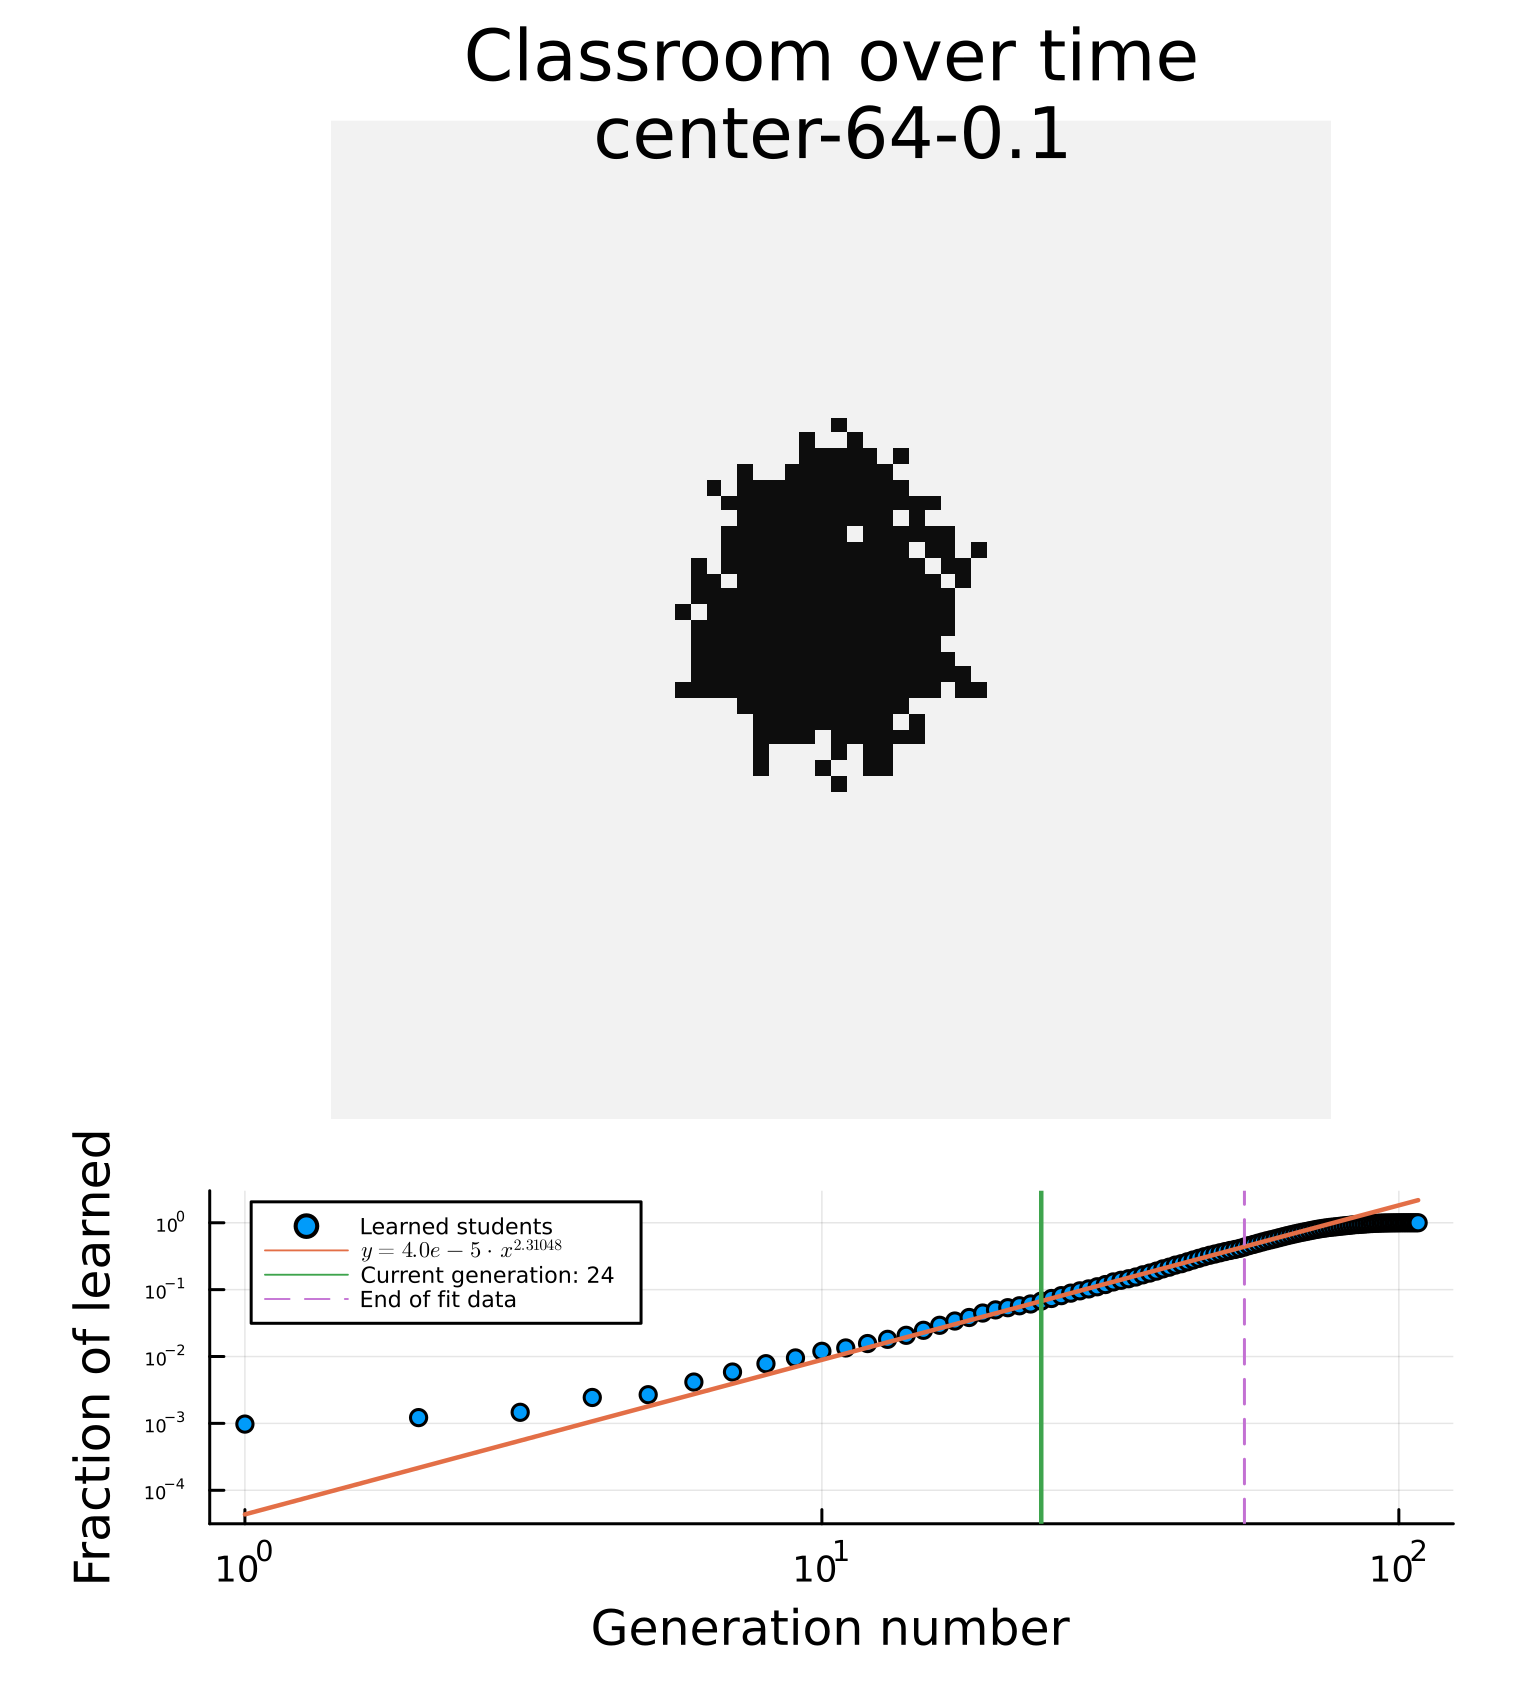 Classroom over time
center-64-0.1
Fraction of learned
10^0
10^−1
10^−2
10^−3
10^−4
Learned students
y = 4.0e − 5 · x^2.31048
Current generation: 24
End of fit data
10^0 10^1 10^2
Generation number